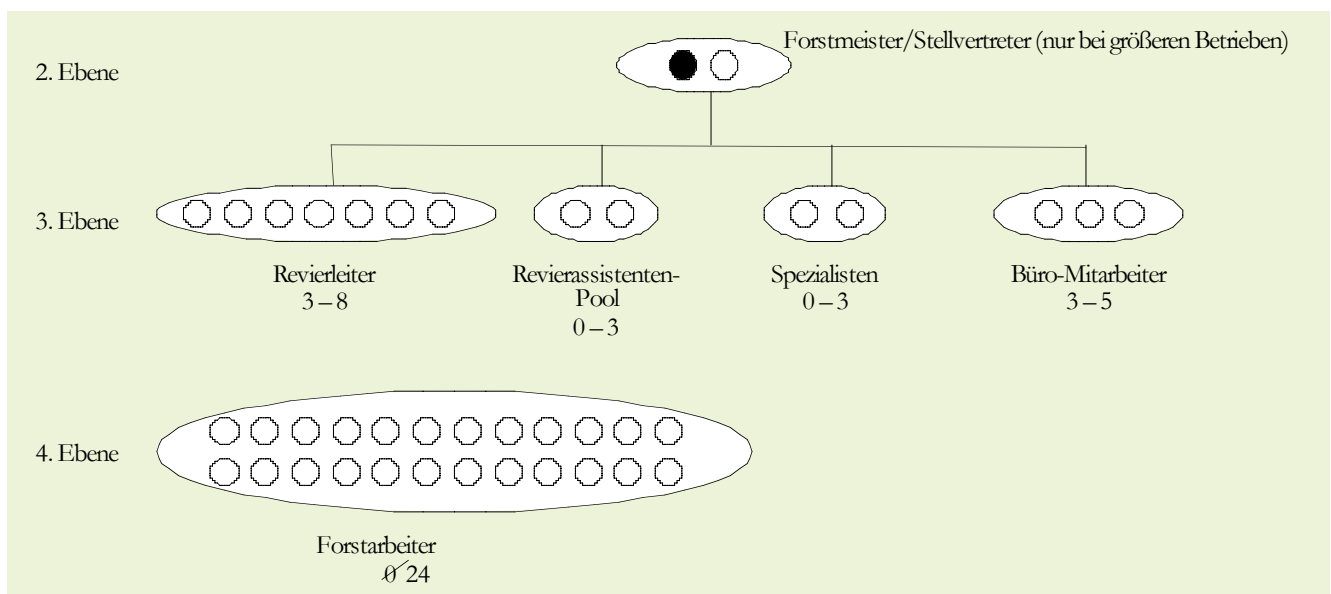 Forstmeister/Stellvertreter (nur bei größeren Betrieben)
2. Ebene
3. Ebene
Revierleiter
3 – 8
Revierassistenten-
Pool
0 – 3
Spezialisten
0 – 3
Büro-Mitarbeiter
3 – 5
4. Ebene
Forstarbeiter
Ø 24